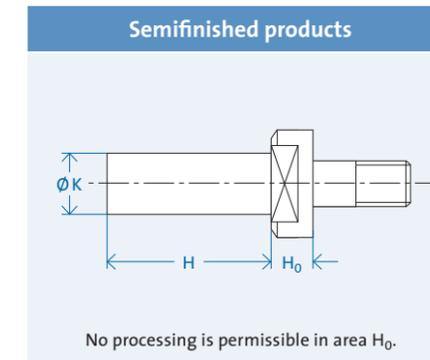 Semifinished products
ØK
H
H₀
No processing is permissible in area H₀.